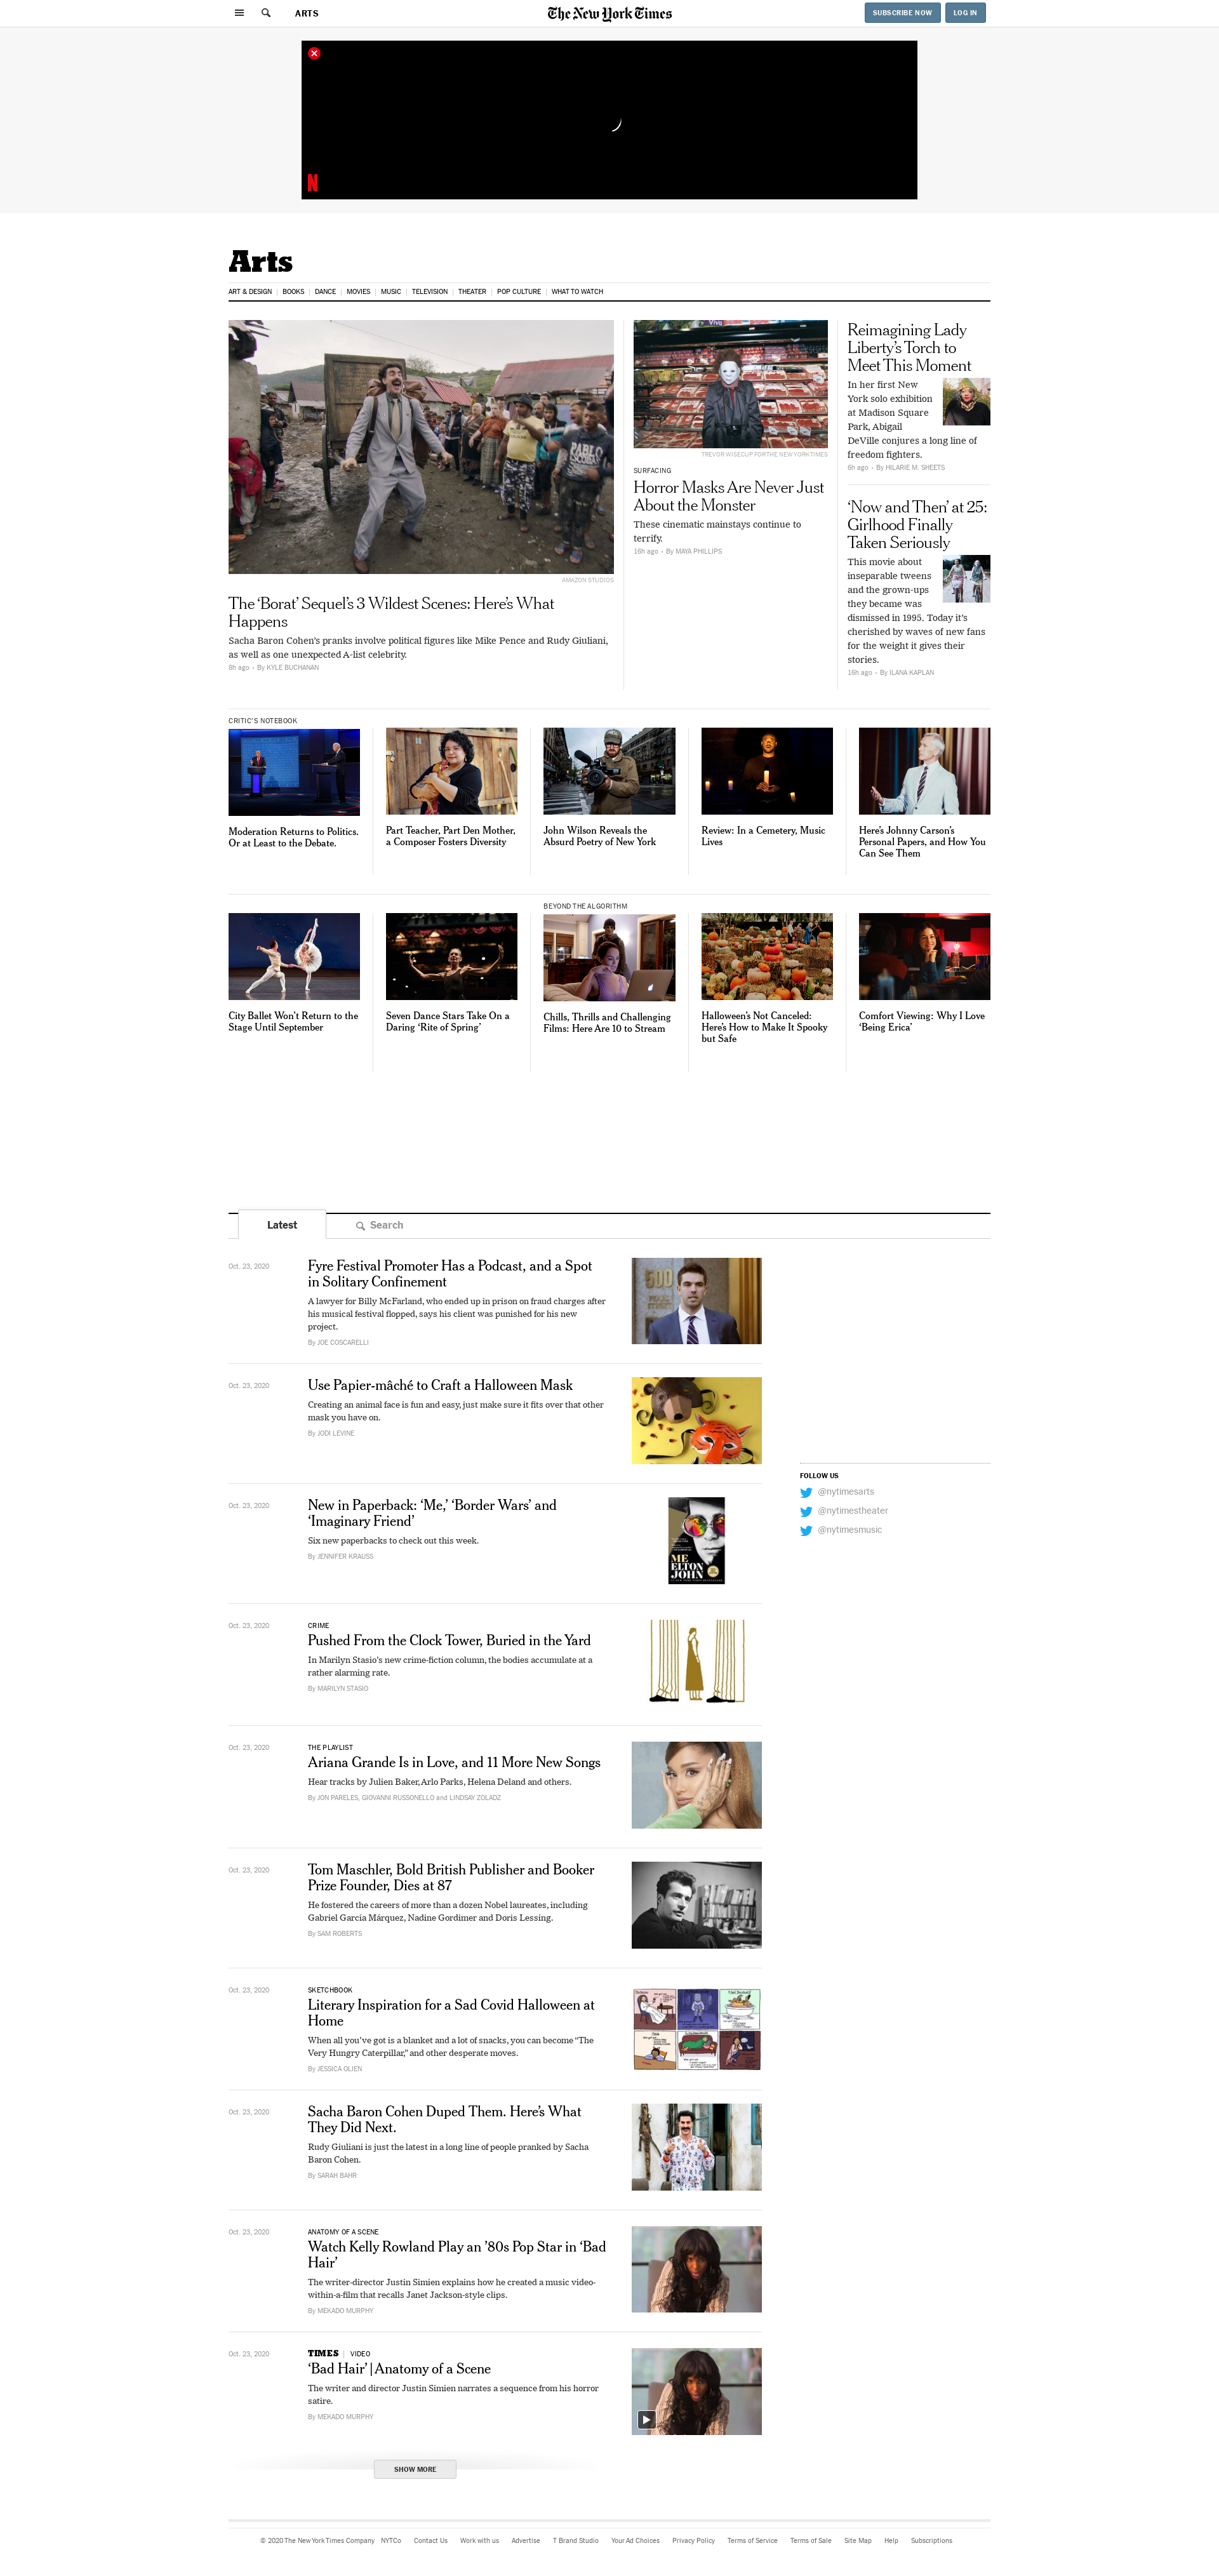 ARTS
The New York Times
SUBSCRIBE NOW
LOG IN
N
Arts
ART & DESIGN
BOOKS
DANCE
MOVIES
MUSIC
TELEVISION
THEATER
POP CULTURE
WHAT TO WATCH
PABLO
AMAZON STUDIOS
The ‘Borat’ Sequel’s 3 Wildest Scenes: Here’s What
Happens
Sacha Baron Cohen’s pranks involve political figures like Mike Pence and Rudy Giuliani,
as well as one unexpected A-list celebrity.
8h ago • By KYLE BUCHANAN
TREVOR WISECUP FOR THE NEW YORK TIMES
SURFACING
Horror Masks Are Never Just
About the Monster
These cinematic mainstays continue to
terrify.
16h ago • By MAYA PHILLIPS
Reimagining Lady
Liberty’s Torch to
Meet This Moment
In her first New
York solo exhibition
at Madison Square
Park, Abigail
DeVille conjures a long line of
freedom fighters.
6h ago • By HILARIE M. SHEETS
‘Now and Then’ at 25:
Girlhood Finally
Taken Seriously
This movie about
inseparable tweens
and the grown-ups
they became was
dismissed in 1995. Today it’s
cherished by waves of new fans
for the weight it gives their
stories.
16h ago • By ILANA KAPLAN
CRITIC’S NOTEBOOK
Moderation Returns to Politics.
Or at Least to the Debate.
Part Teacher, Part Den Mother,
a Composer Fosters Diversity
John Wilson Reveals the
Absurd Poetry of New York
Review: In a Cemetery, Music
Lives
Here’s Johnny Carson’s
Personal Papers, and How You
Can See Them
City Ballet Won’t Return to the
Stage Until September
Seven Dance Stars Take On a
Daring ‘Rite of Spring’
BEYOND THE ALGORITHM
Chills, Thrills and Challenging
Films: Here Are 10 to Stream
Halloween’s Not Canceled:
Here’s How to Make It Spooky
but Safe
Comfort Viewing: Why I Love
‘Being Erica’
Latest
Search
Oct. 23, 2020
Fyre Festival Promoter Has a Podcast, and a Spot
in Solitary Confinement
A lawyer for Billy McFarland, who ended up in prison on fraud charges after
his musical festival flopped, says his client was punished for his new
project.
By JOE COSCARELLI
500
Oct. 23, 2020
Use Papier-mâché to Craft a Halloween Mask
Creating an animal face is fun and easy, just make sure it fits over that other
mask you have on.
By JODI LEVINE
Oct. 23, 2020
New in Paperback: ‘Me,’ ‘Border Wars’ and
‘Imaginary Friend’
Six new paperbacks to check out this week.
By JENNIFER KRAUSS
ME
ELTON
JOHN
FOLLOW US
@nytimesarts
@nytimestheater
@nytimesmusic
Oct. 23, 2020
CRIME
Pushed From the Clock Tower, Buried in the Yard
In Marilyn Stasio’s new crime-fiction column, the bodies accumulate at a
rather alarming rate.
By MARILYN STASIO
Oct. 23, 2020
THE PLAYLIST
Ariana Grande Is in Love, and 11 More New Songs
Hear tracks by Julien Baker, Arlo Parks, Helena Deland and others.
By JON PARELES, GIOVANNI RUSSONELLO and LINDSAY ZOLADZ
Oct. 23, 2020
Tom Maschler, Bold British Publisher and Booker
Prize Founder, Dies at 87
He fostered the careers of more than a dozen Nobel laureates, including
Gabriel García Márquez, Nadine Gordimer and Doris Lessing.
By SAM ROBERTS
Oct. 23, 2020
SKETCHBOOK
Literary Inspiration for a Sad Covid Halloween at
Home
When all you’ve got is a blanket and a lot of snacks, you can become “The
Very Hungry Caterpillar,” and other desperate moves.
By JESSICA OLIEN
Oct. 23, 2020
Sacha Baron Cohen Duped Them. Here’s What
They Did Next.
Rudy Giuliani is just the latest in a long line of people pranked by Sacha
Baron Cohen.
By SARAH BAHR
Oct. 23, 2020
ANATOMY OF A SCENE
Watch Kelly Rowland Play an ’80s Pop Star in ‘Bad
Hair’
The writer-director Justin Simien explains how he created a music video-
within-a-film that recalls Janet Jackson-style clips.
By MEKADO MURPHY
Oct. 23, 2020
TIMES | VIDEO
‘Bad Hair’ | Anatomy of a Scene
The writer and director Justin Simien narrates a sequence from his horror
satire.
By MEKADO MURPHY
SHOW MORE
© 2020 The New York Times Company NYTCo Contact Us Work with us Advertise T Brand Studio Your Ad Choices Privacy Policy Terms of Service Terms of Sale Site Map Help Subscriptions